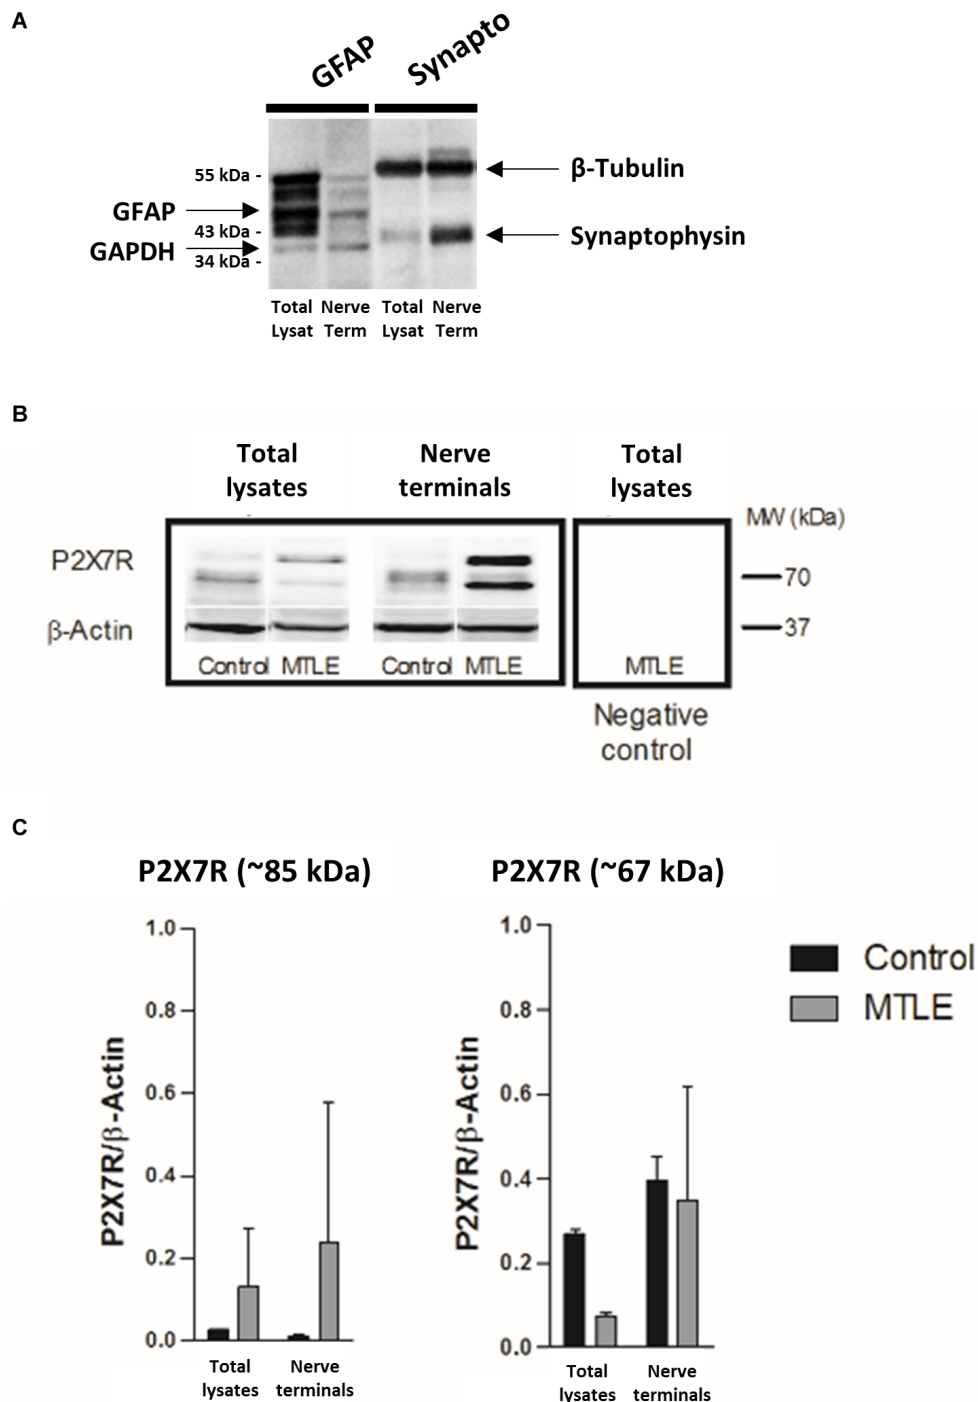 A
GFAP
Synapto
55 kDa -
β-Tubulin
GFAP
43 kDa -
Synaptophysin
GAPDH
34 kDa -
Total Nerve Total Nerve
Lysat Term Lysat Term
B
Total Nerve Total
lysates terminals lysates
MW (kDa)
P2X7R
70
β-Actin
37
Control MTLE Control MTLE MTLE
Negative
control
C
P2X7R (~85 kDa) P2X7R (~67 kDa)
1.0
0.8
0.6
0.4
0.2
0.0
P2X7R/β-Actin
Total Nerve
lysates terminals
1.0
0.8
0.6
0.4
0.2
0.0
P2X7R/β-Actin
Total Nerve
lysates terminals
Control
MTLE